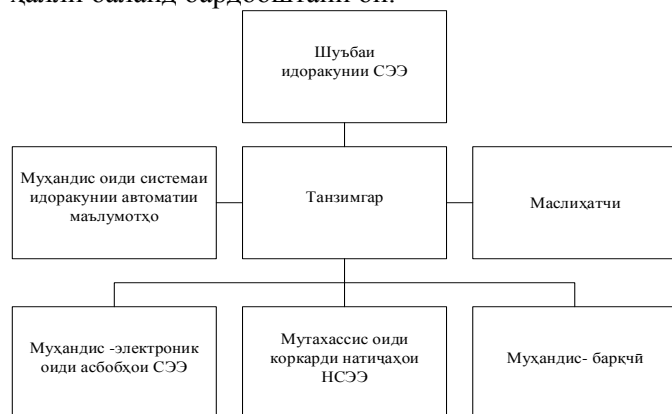 Шуъбаи
идоракунии СЭЭ
Муҳандис оиди системаи
идоракунии автоматии
маълумотҳо
Танзимгар
Маслиҳатчи
Муҳандис -электроник
оиди асбобҳои СЭЭ
Мутахассис оиди
коркарди натиҷаҳои
НСЭЭ
Муҳандис- барқчӣ